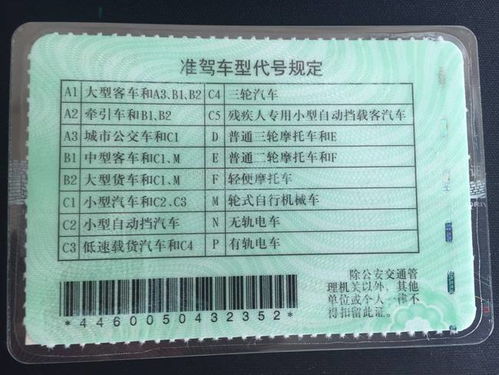 准驾车型代号规定
A1 大型客车和A3、B1、B2 C4 三轮汽车
A2 牵引车和B1、B2 C5 残疾人专用小型自动挡载客汽车
A3 城市公交车和C1 D 普通三轮摩托车和E
B1 中型客车和C1、M E 普通二轮摩托车和F
B2 大型货车和C1、M F 轻便摩托车
C1 小型汽车和C2、C3 M 轮式自行机械车
C2 小型自动挡汽车 N 无轨电车
C3 低速载货汽车和C4 P 有轨电车
除公安交通管
理机关以外，其他
单位或个人一律不
得扣留此证。
*4460050432352*